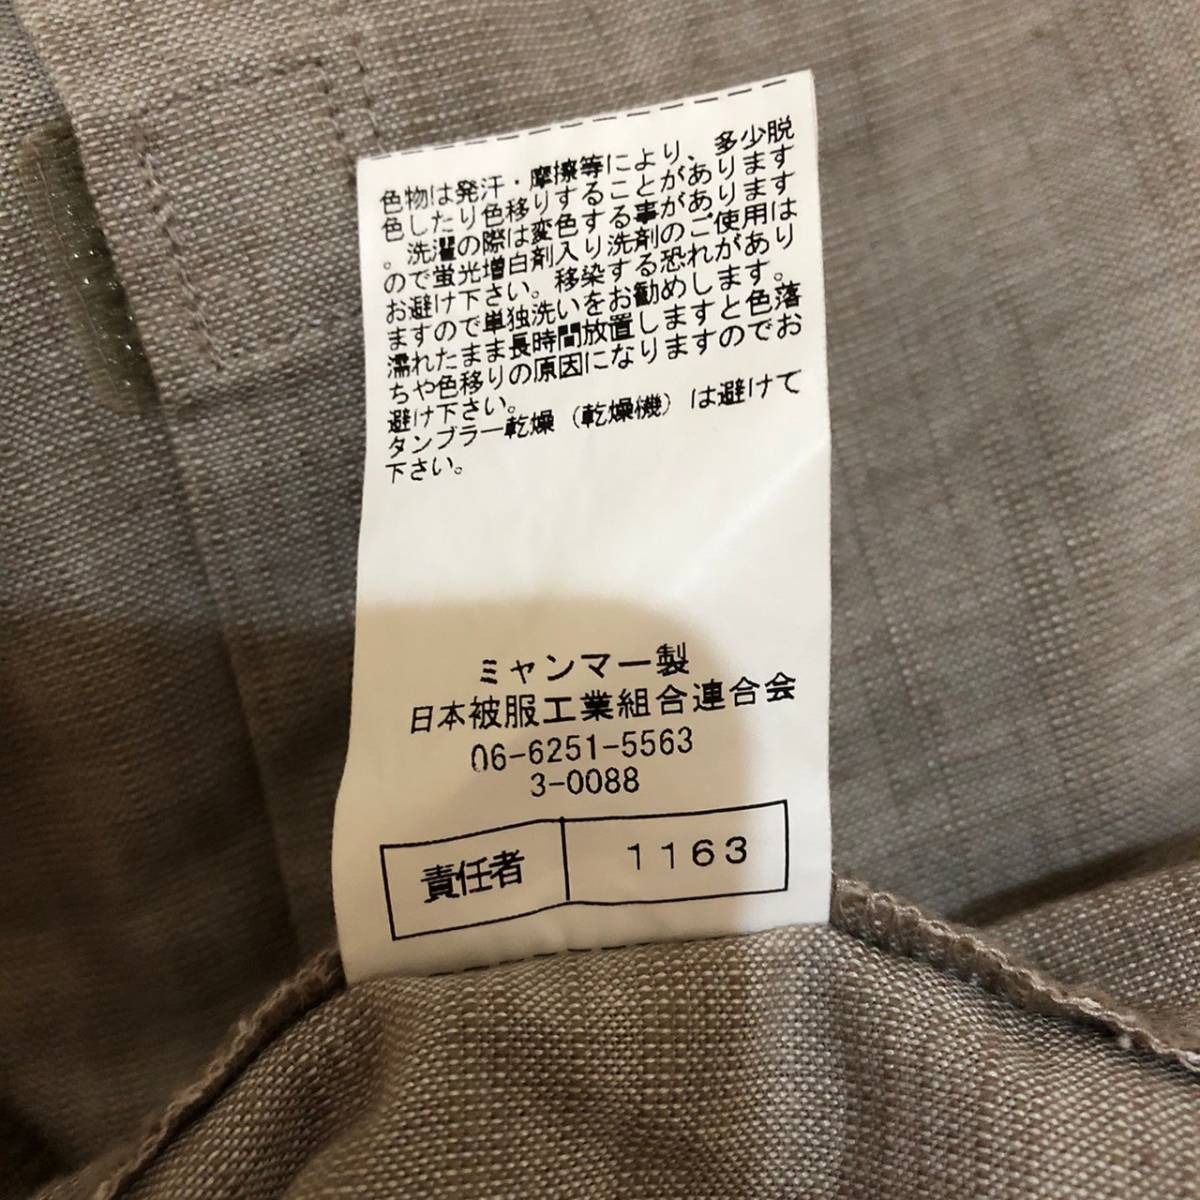 色物は発汗・摩擦等により、多少脱
色したり色移りすることがあります
。洗濯の際は変色する事があります
ので蛍光増白剤入り洗剤のご使用は
お避け下さい。移染する恐れがあり
ますので単独洗いをお勧めします。
濡れたまま長時間放置しますと色落
ちや色移りの原因になりますのでお
避け下さい。
タンブラー乾燥（乾燥機）は避けて
下さい。
ミャンマー製
日本被服工業組合連合会
06-6251-5563
3-0088
責任者 1163